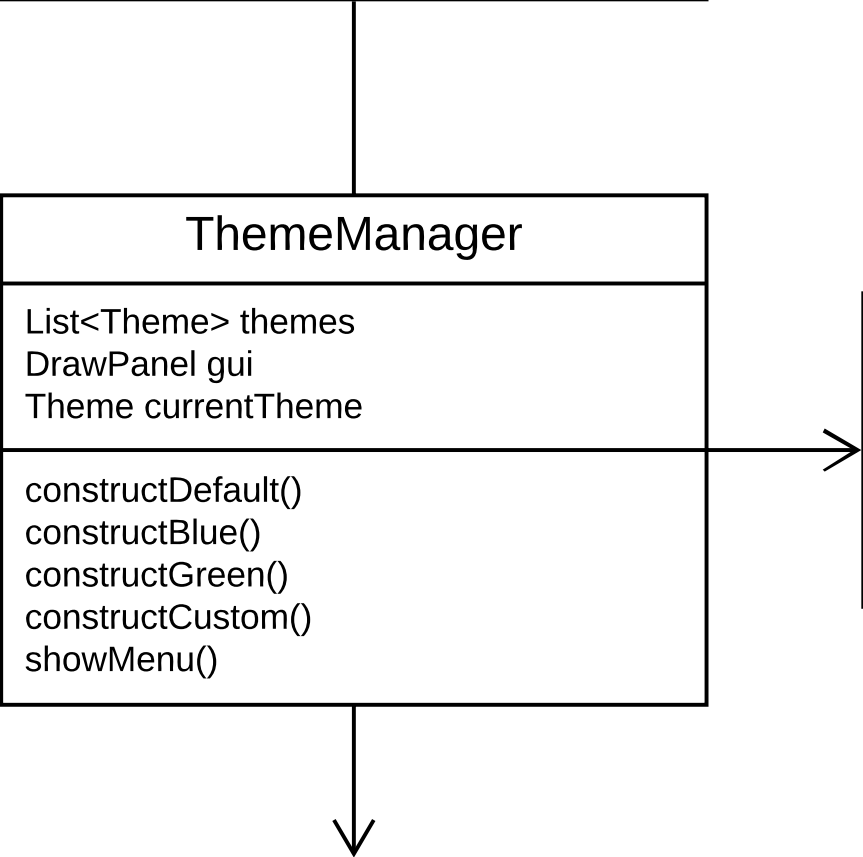 ThemeManager
List<Theme> themes
DrawPanel gui
Theme currentTheme
constructDefault()
constructBlue()
constructGreen()
constructCustom()
showMenu()